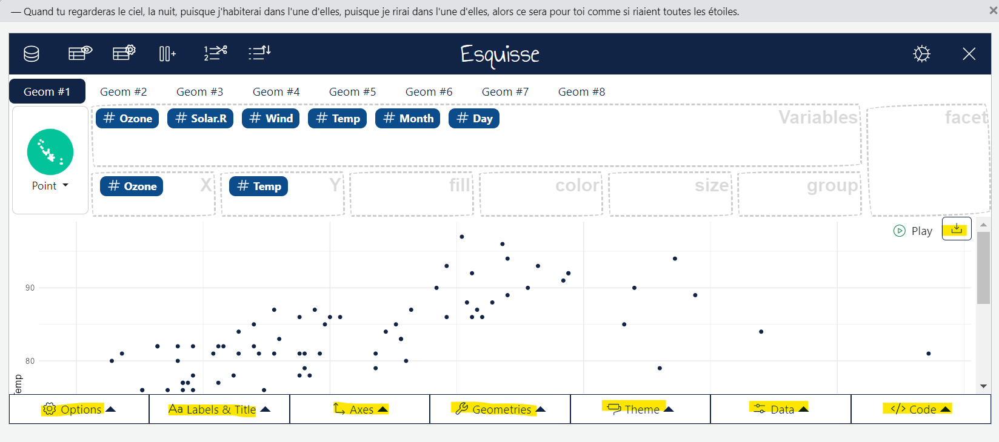 — Quand tu regarderas le ciel, la nuit, puisque j'habiterai dans l'une d'elles, puisque je rirai dans l'une d'elles, alors ce sera pour toi comme si riaient toutes les étoiles.
Esquisse
Geom #1 Geom #2 Geom #3 Geom #4 Geom #5 Geom #6 Geom #7 Geom #8
# Ozone # Solar.R # Wind # Temp # Month # Day Variables facet
Point
# Ozone X # Temp Y fill color size group
Play
90
80
emp
Options Aa Labels & Title Axes Geometries Theme Data </> Code